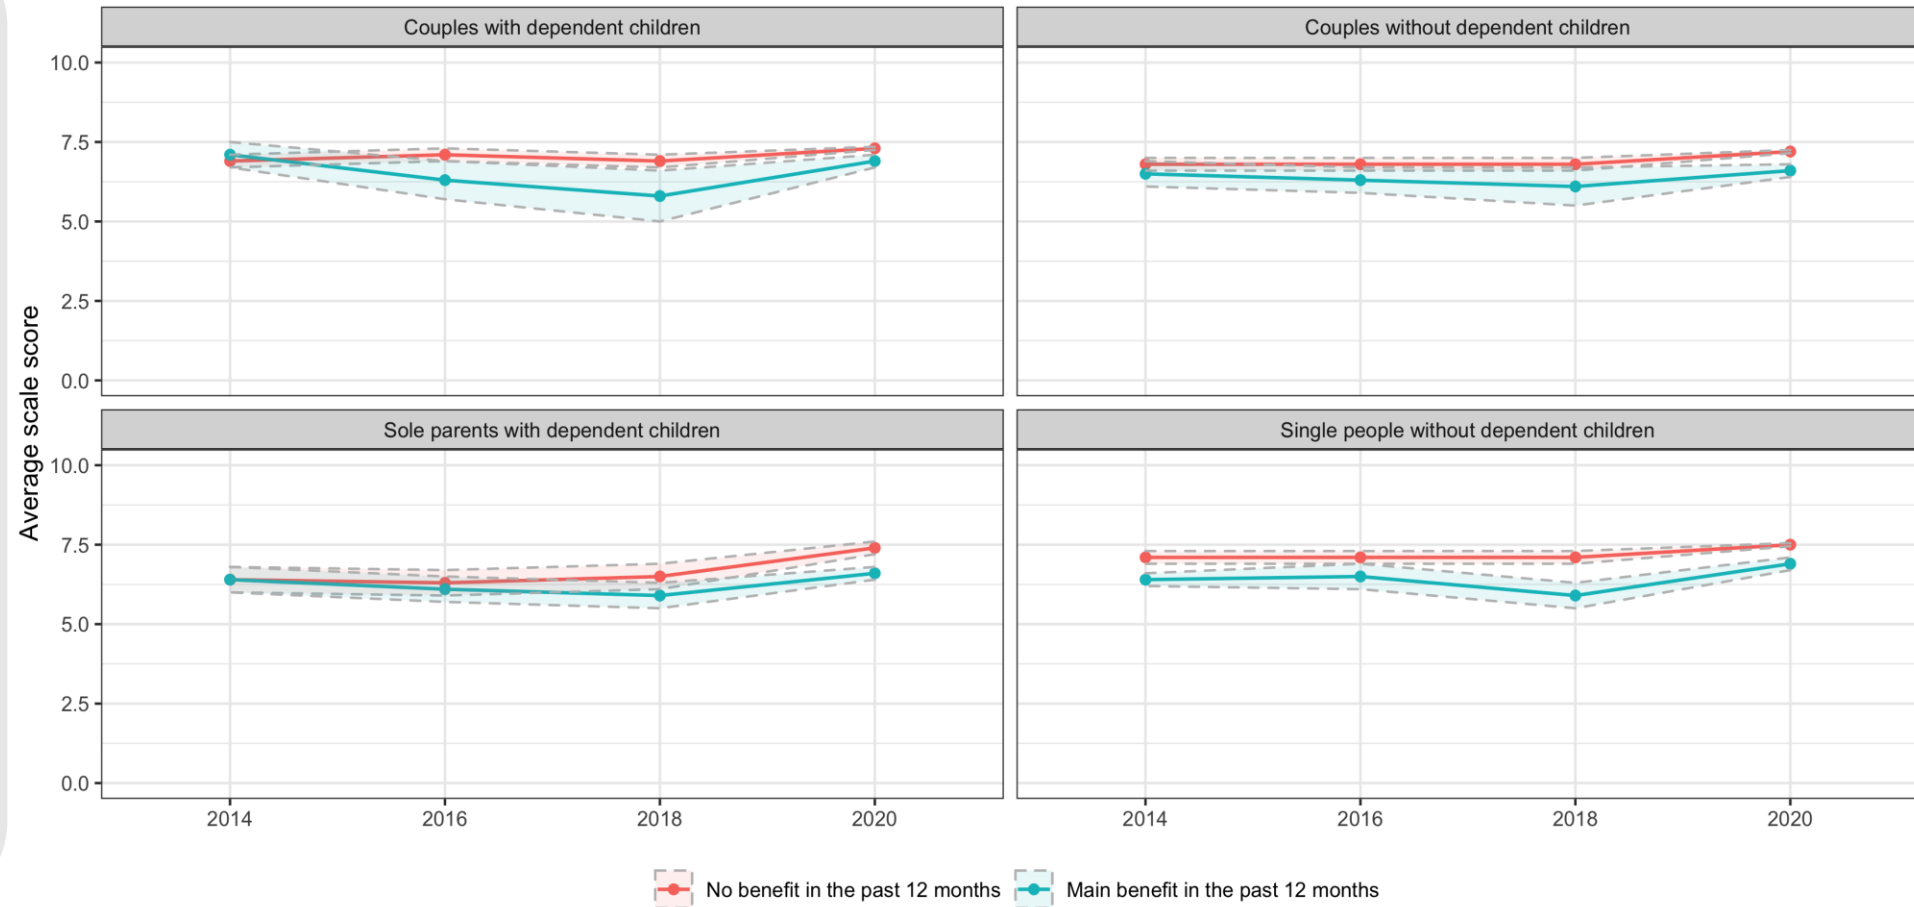 Couples with dependent children
Couples without dependent children
10.0
7.5
5.0
2.5
0.0
Average scale score
Sole parents with dependent children
Single people without dependent children
10.0
7.5
5.0
2.5
0.0
2014 2016 2018 2020
2014 2016 2018 2020
No benefit in the past 12 months
Main benefit in the past 12 months